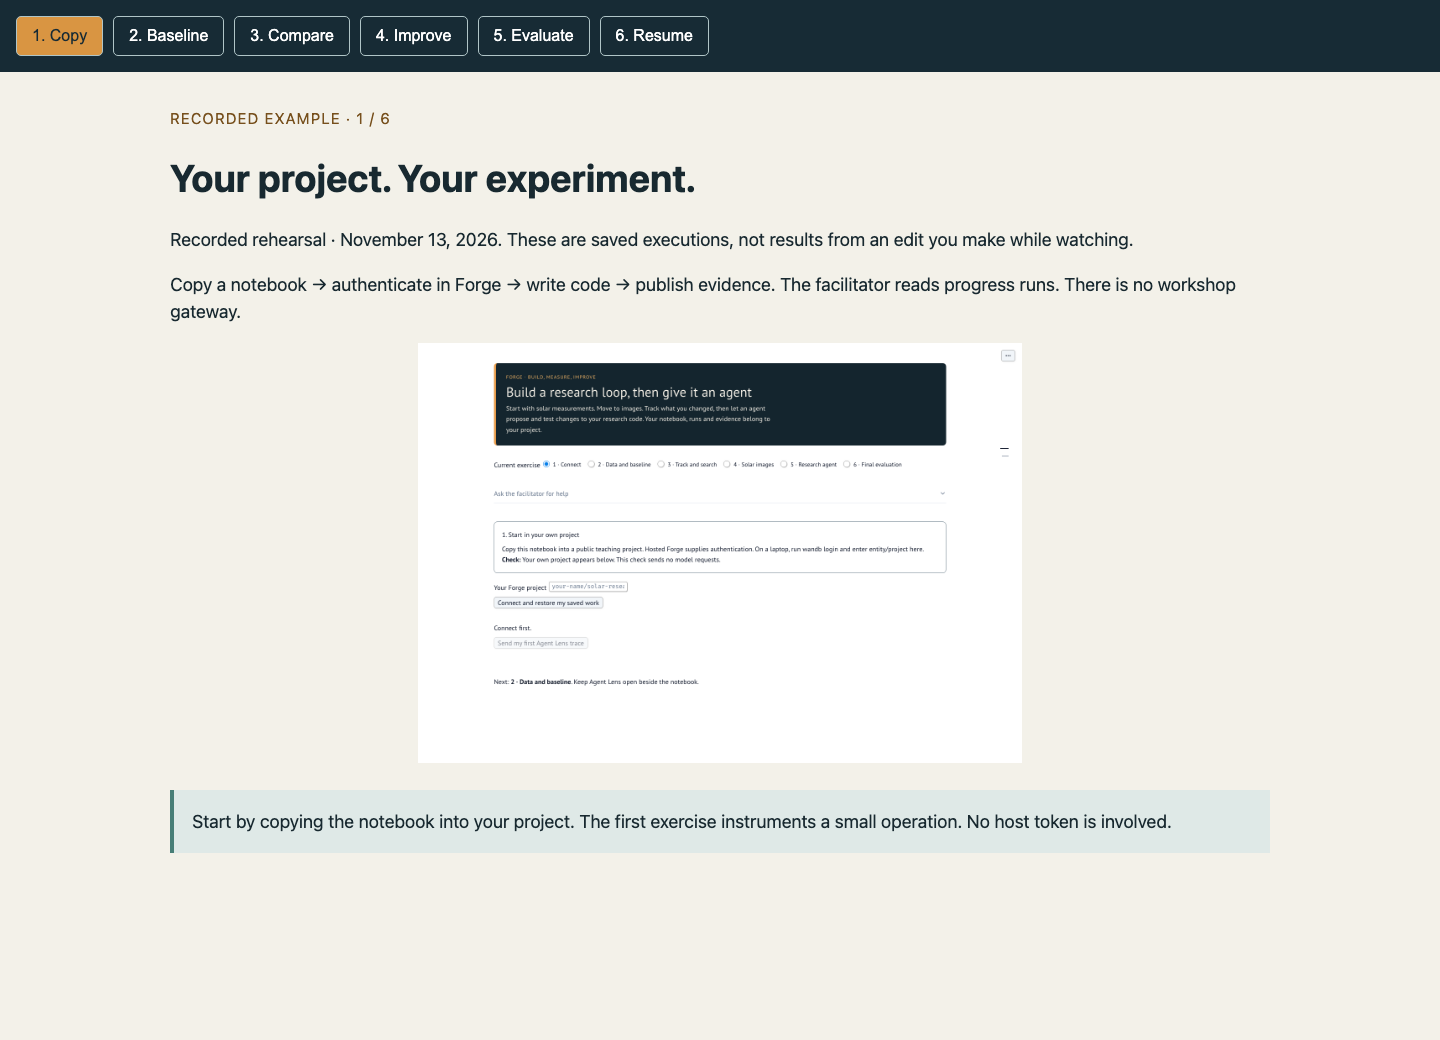 1. Copy
2. Baseline
3. Compare
4. Improve
5. Evaluate
6. Resume
RECORDED EXAMPLE · 1 / 6
Your project. Your experiment.
Recorded rehearsal · November 13, 2026. These are saved executions, not results from an edit you make while watching.
Copy a notebook → authenticate in Forge → write code → publish evidence. The facilitator reads progress runs. There is no workshop
gateway.
FORGE · BUILD, MEASURE, IMPROVE
Build a research loop, then give it an agent
Start with solar measurements. Move to images. Track what you changed, then let an agent
propose and test changes to your research code. Your notebook, runs and evidence belong to
your project.
Current exercise 1 · Connect 2 · Data and baseline 3 · Track and search 4 · Solar images 5 · Research agent 6 · Final evaluation
Ask the facilitator for help
1. Start in your own project
Copy this notebook into a public teaching project. Hosted Forge supplies authentication. On a laptop, run wandb login and enter entity/project here.
Check: Your own project appears below. This check sends no model requests.
Your Forge project your-name/solar-resea
Connect and restore my saved work
Connect first.
Send my first Agent Lens trace
Next: 2 · Data and baseline. Keep Agent Lens open beside the notebook.
Start by copying the notebook into your project. The first exercise instruments a small operation. No host token is involved.